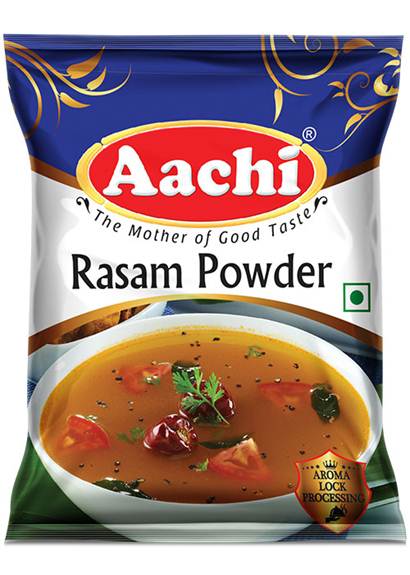 Aachi®
The Mother of Good Taste
Rasam Powder
AROMA
LOCK
PROCESSING